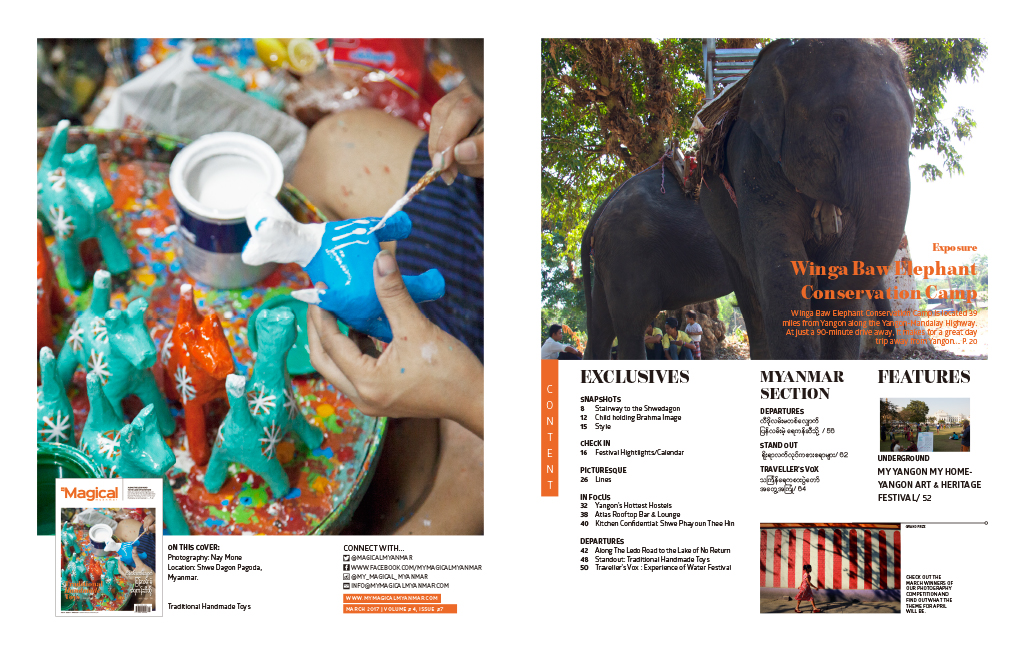 Magical
ON THIS COVER:
Photography: Nay Mone
Location: Shwe Dagon Pagoda,
Myanmar.
Traditional Handmade Toys
CONNECT WITH...
@MAGICALMYANMAR
WWW.FACEBOOK.COM/MYMAGICALMYANMAR
@MY_MAGICAL_MYANMAR
INFO@MYMAGICALMYANMAR.COM
WWW.MYMAGICALMYANMAR.COM
MARCH 2017 | VOLUME # 4, ISSUE #7
Exposure
Winga Baw Elephant
Conservation Camp
Winga Baw Elephant Conservation Camp is located 39
miles from Yangon along the Yangon Mandalay Highway.
At just a 90-minute drive away, it makes for a great day
trip away from Yangon... P. 20
CONTENT
EXCLUSIVES
SNAPSHOTS
8 Stairway to the Shwedagon
12 Child holding Brahma Image
15 Style
CHECK IN
16 Festival Hightlights/Calendar
PICTURESQUE
26 Lines
IN FOCUS
32 Yangon's Hottest Hostels
38 Atlas Rooftop Bar & Lounge
40 Kitchen Confidential: Shwe Phayoun Thee Hin
DEPARTURES
42 Along The Ledo Road to the Lake of No Return
48 Standout: Traditional Handmade Toys
50 Traveller's Vox : Experience of Water Festival
MYANMAR
SECTION
DEPARTURES
/ 56
STAND OUT
/ 62
TRAVELLER'S VOX
/ 64
FEATURES
UNDERGROUND
MY YANGON MY HOME-
YANGON ART & HERITAGE
FESTIVAL/ 52
GRAND PRIZE
CHECK OUT THE
MARCH WINNERS OF
OUR PHOTOGRAPHY
COMPETITION AND
FIND OUT WHAT THE
THEME FOR APRIL
WILL BE.